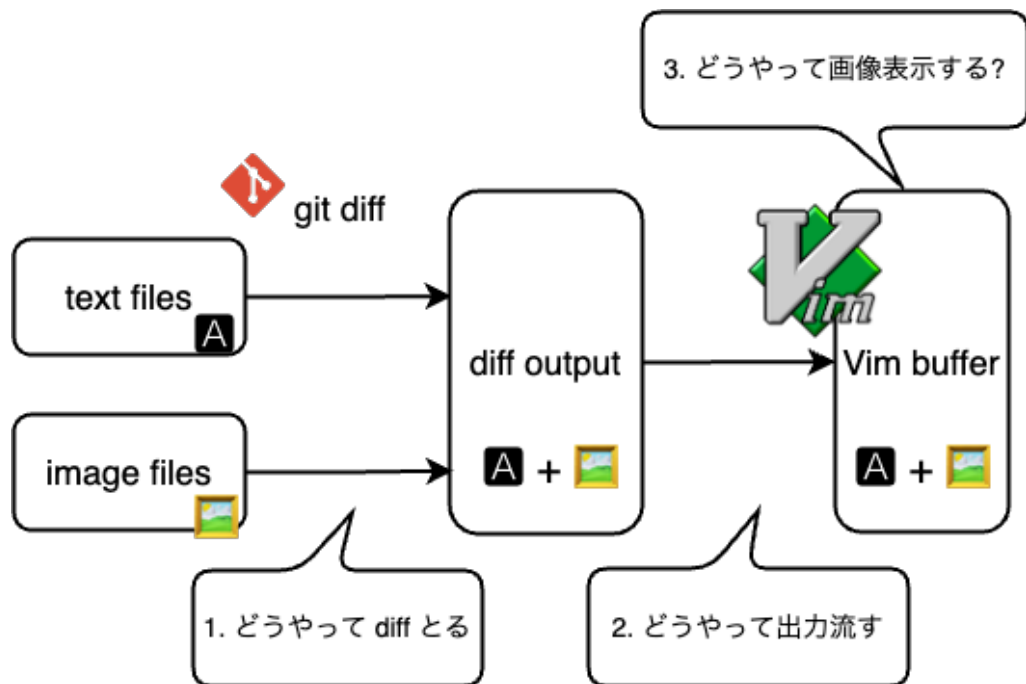 3. どうやって画像表示する?
git diff
text files
A
diff output
A +
Vim
Vim buffer
A +
image files
1. どうやって diff とる
2. どうやって出力流す